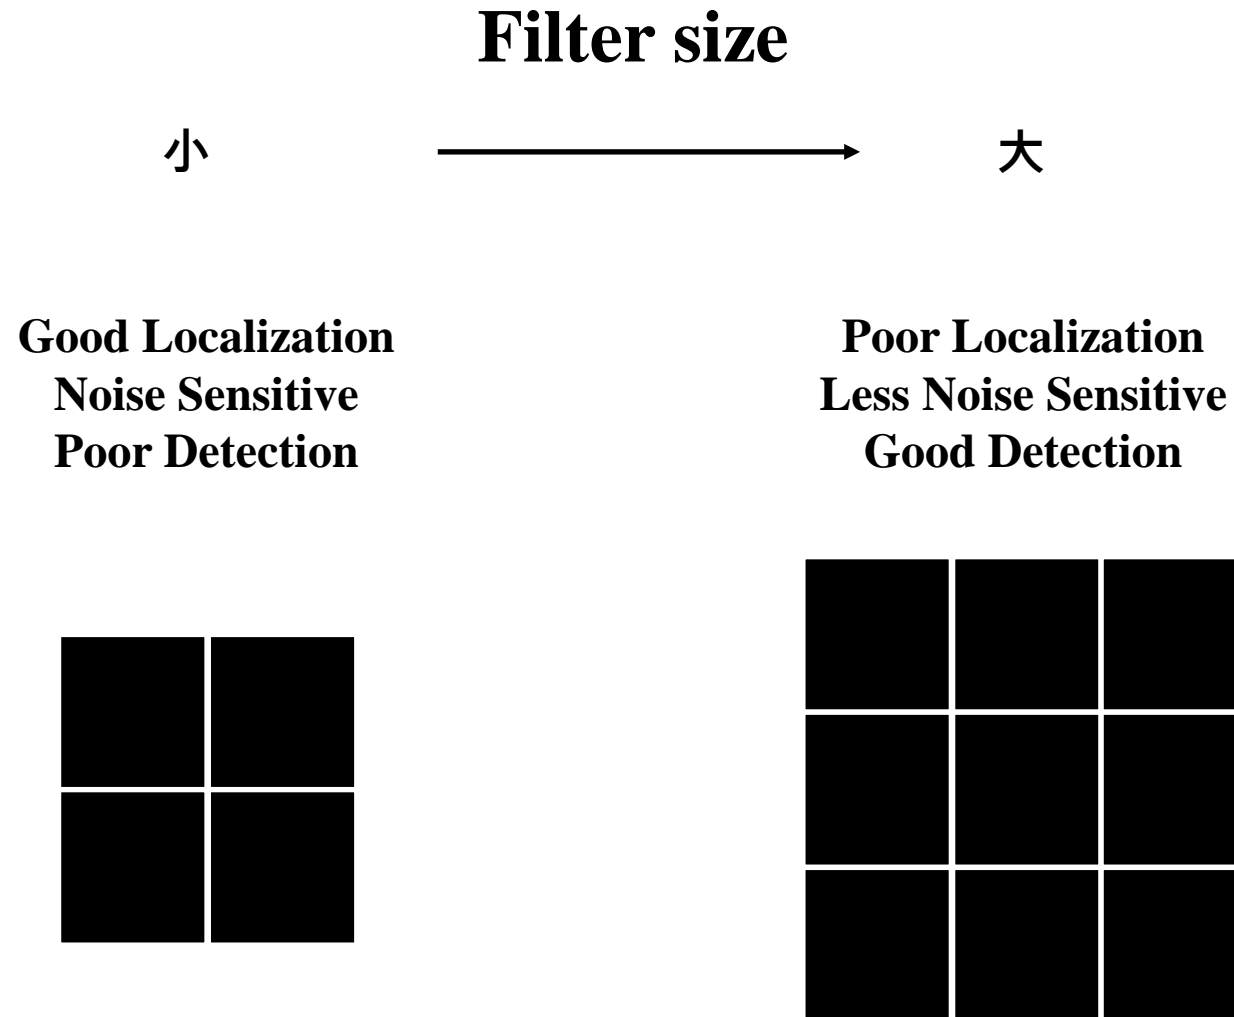 Filter size
小
大
Good Localization
Noise Sensitive
Poor Detection
Poor Localization
Less Noise Sensitive
Good Detection